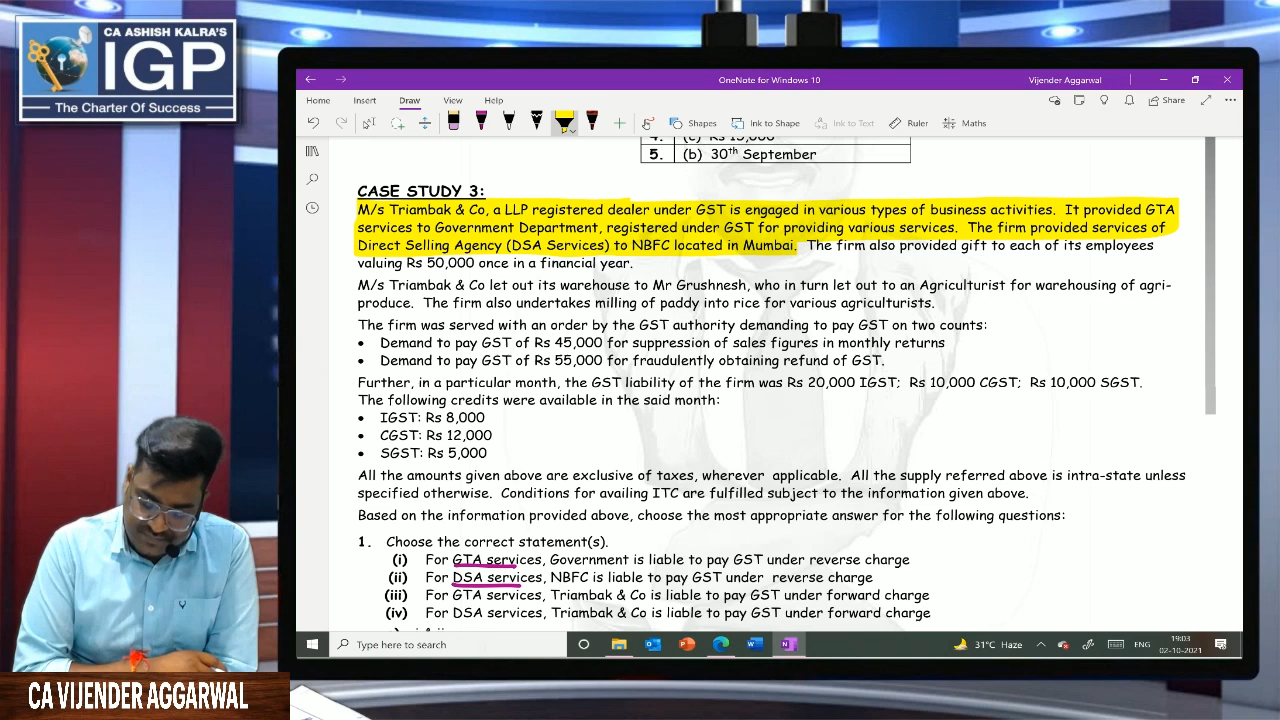 CA ASHISH KALRA'S
IGP
The Charter Of Success
OneNote for Windows 10
Vijender Aggarwal
Home Insert Draw View Help
Share
Shapes Ink to Shape Ink to Text Ruler Maths
4. (c) Rs 15,000
5. (b) 30th September
CASE STUDY 3:
M/s Triambak & Co, a LLP registered dealer under GST is engaged in various types of business activities. It provided GTA
services to Government Department, registered under GST for providing various services. The firm provided services of
Direct Selling Agency (DSA Services) to NBFC located in Mumbai. The firm also provided gift to each of its employees
valuing Rs 50,000 once in a financial year.
M/s Triambak & Co let out its warehouse to Mr Grushnesh, who in turn let out to an Agriculturist for warehousing of agri-
produce. The firm also undertakes milling of paddy into rice for various agriculturists.
The firm was served with an order by the GST authority demanding to pay GST on two counts:
• Demand to pay GST of Rs 45,000 for suppression of sales figures in monthly returns
• Demand to pay GST of Rs 55,000 for fraudulently obtaining refund of GST.
Further, in a particular month, the GST liability of the firm was Rs 20,000 IGST; Rs 10,000 CGST; Rs 10,000 SGST.
The following credits were available in the said month:
• IGST: Rs 8,000
• CGST: Rs 12,000
• SGST: Rs 5,000
All the amounts given above are exclusive of taxes, wherever applicable. All the supply referred above is intra-state unless
specified otherwise. Conditions for availing ITC are fulfilled subject to the information given above.
Based on the information provided above, choose the most appropriate answer for the following questions:
1. Choose the correct statement(s).
(i) For GTA services, Government is liable to pay GST under reverse charge
(ii) For DSA services, NBFC is liable to pay GST under reverse charge
(iii) For GTA services, Triambak & Co is liable to pay GST under forward charge
(iv) For DSA services, Triambak & Co is liable to pay GST under forward charge
Type here to search
31°C Haze
ENG
19:03
02-10-2021
CA VIJENDER AGGARWAL